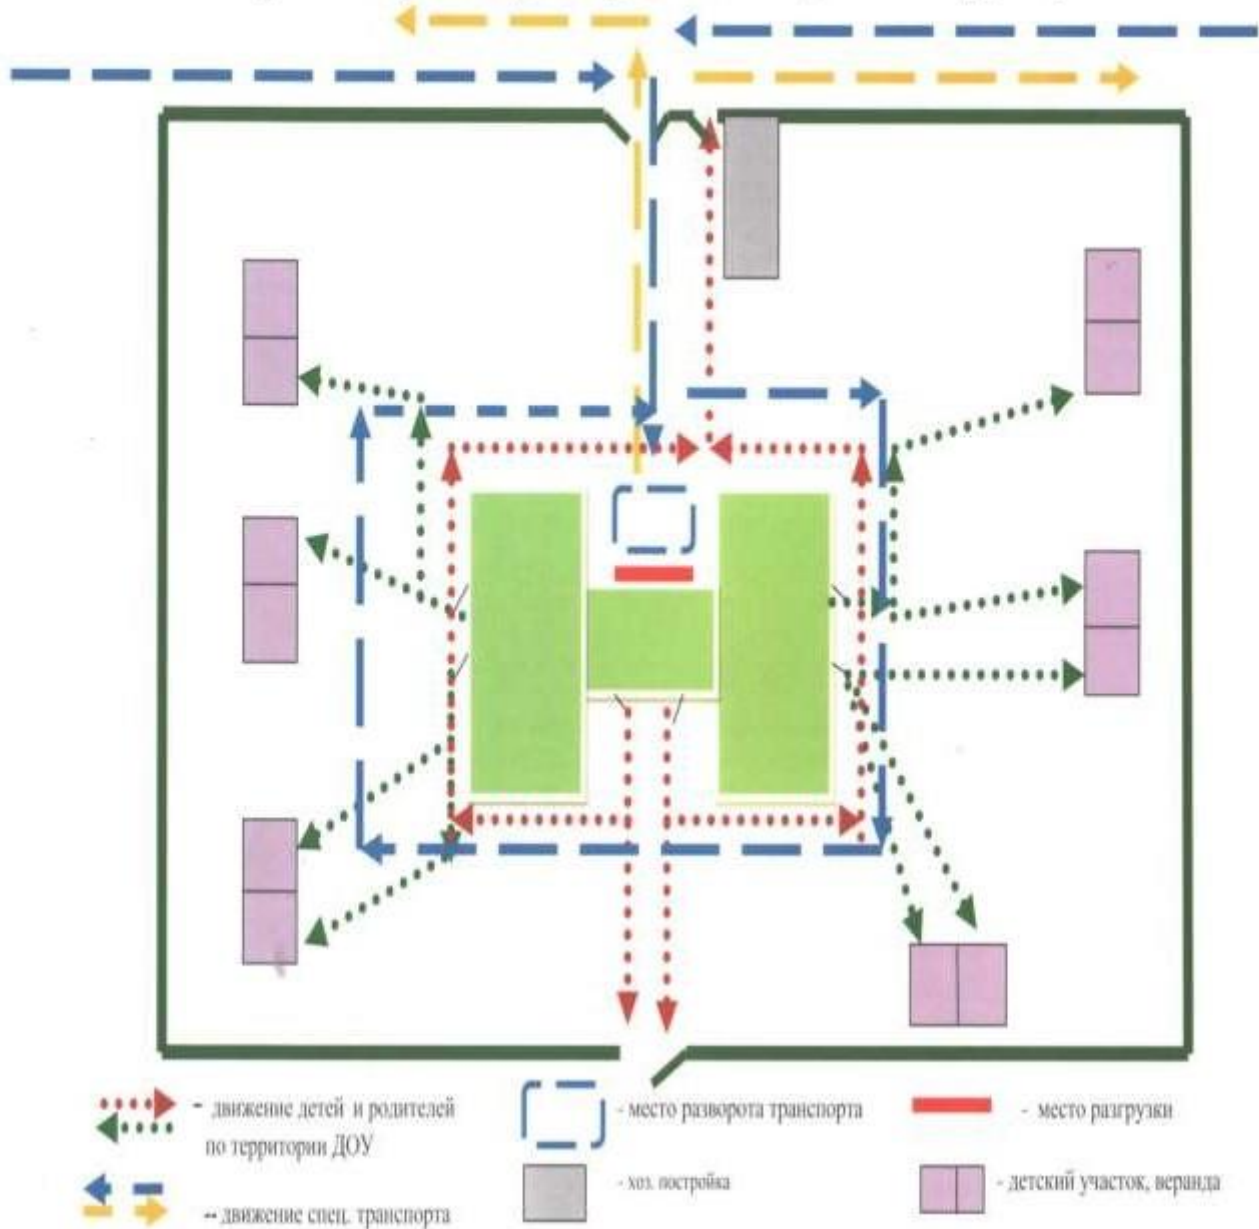 - движение детей и родителей
по территории ДОУ
- место разворота транспорта
- место разгрузки
- хоз. постройка
- детский участок, веранда
- движение спец. транспорта